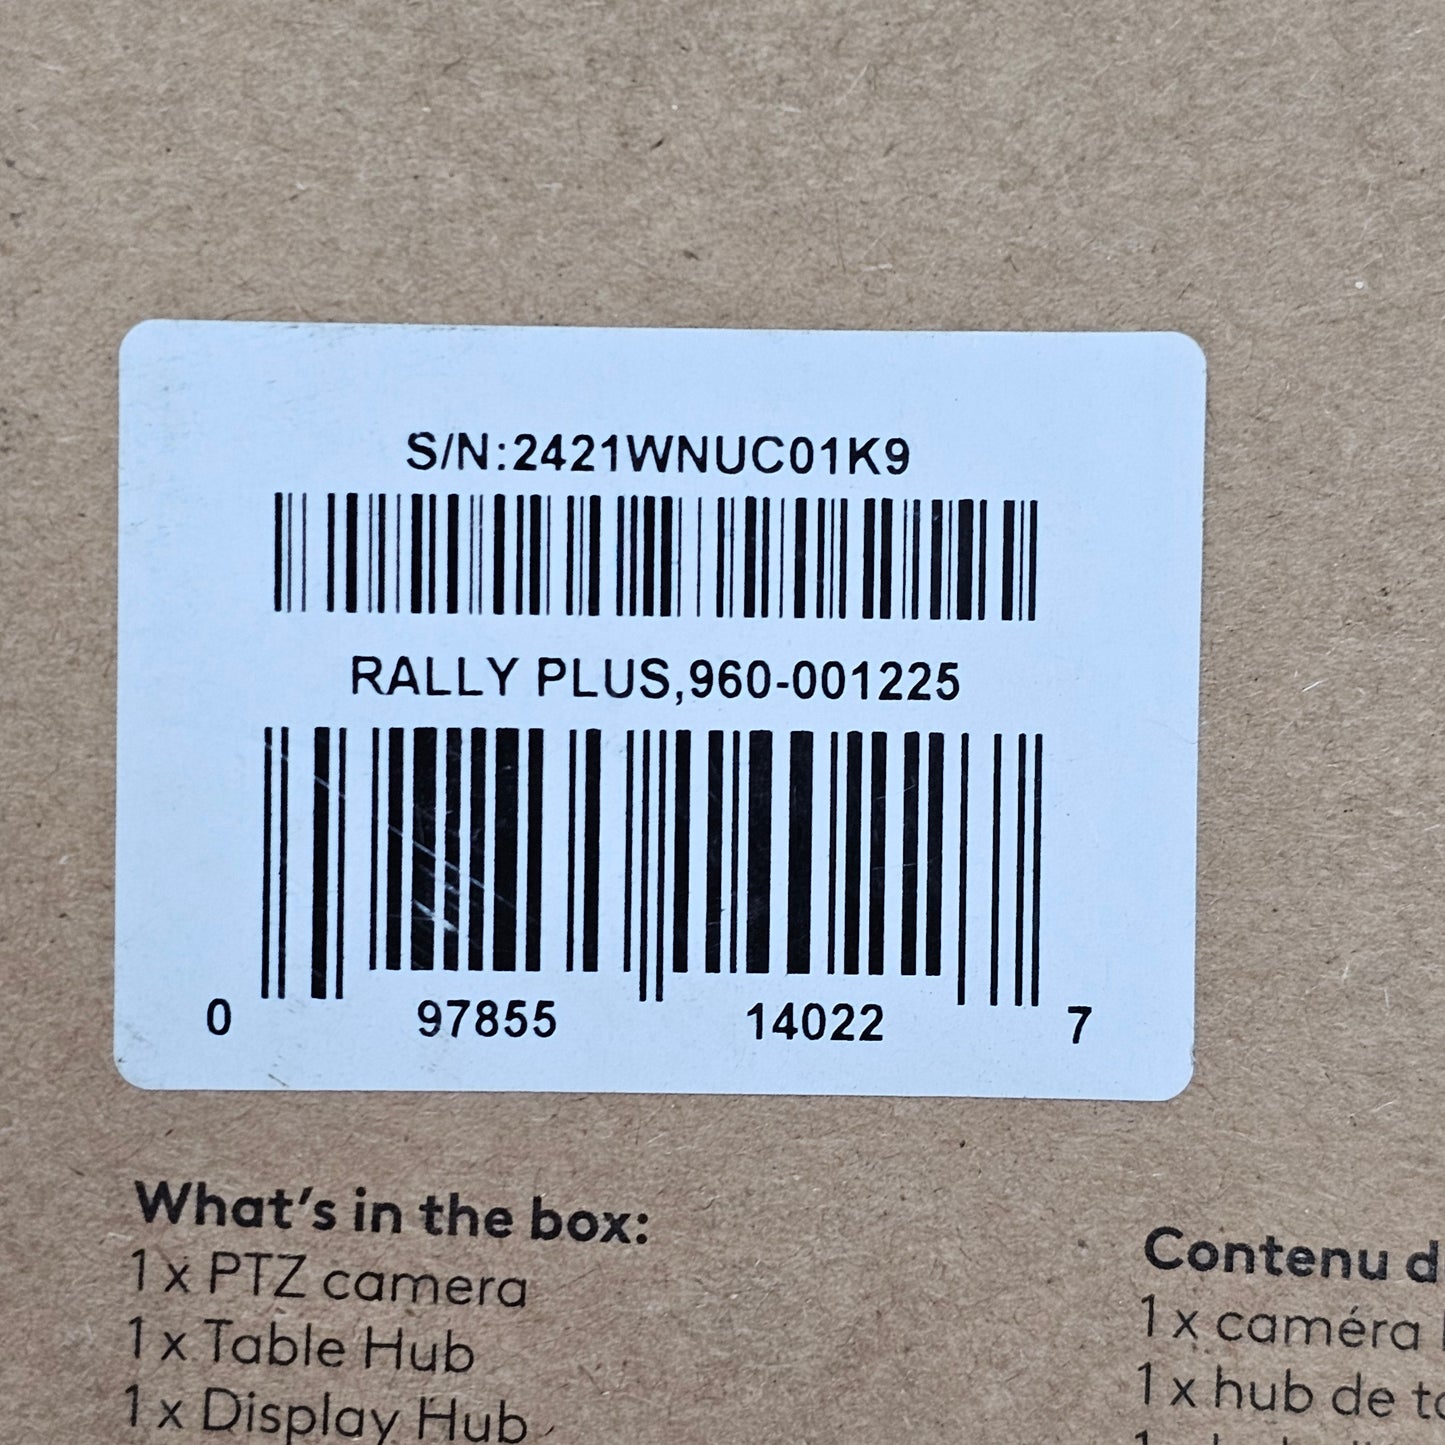 S/N:2421WNUC01K9
RALLY PLUS,960-001225
0 97855 14022 7
What's in the box:
1 x PTZ camera
1 x Table Hub
1 x Display Hub
Contenu d
1 x caméra
1 x hub de